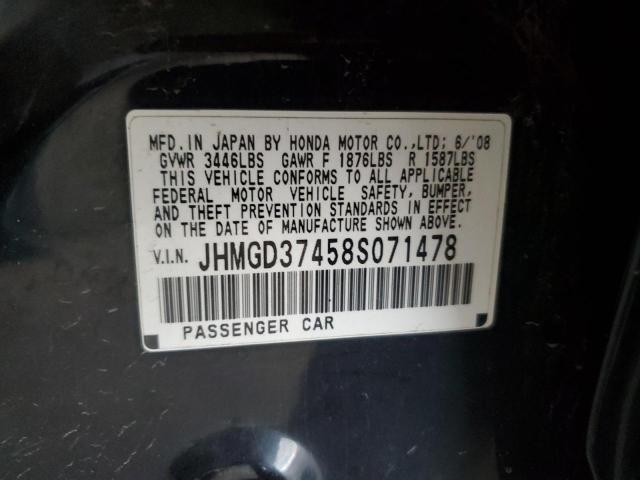 MFD.IN JAPAN BY HONDA MOTOR CO.,LTD; 6/'08
GVWR 3446LBS GAWR F 1876LBS R 1587LBS
THIS VEHICLE CONFORMS TO ALL APPLICABLE
FEDERAL MOTOR VEHICLE SAFETY, BUMPER,
AND THEFT PREVENTION STANDARDS IN EFFECT
ON THE DATE OF MANUFACTURE SHOWN ABOVE.
V.I.N. JHMGD37458S071478
PASSENGER CAR